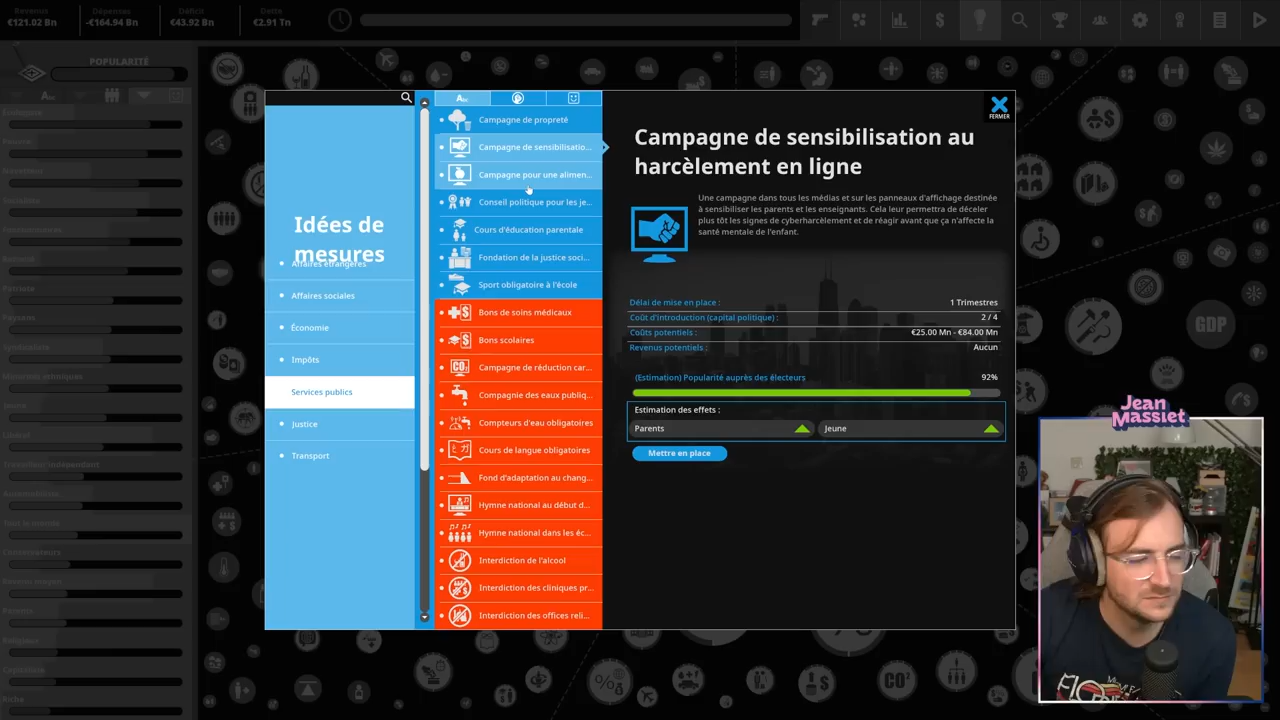 Revenus
€121.02 Bn
Dépenses
-€164.94 Bn
Déficit
€43.92 Bn
Dette
€2.91 Tn
POPULARITÉ
FERMER
Idées de
mesures
Affaires étrangères
Affaires sociales
Économie
Impôts
Services publics
Justice
Transport
Campagne de propreté
Campagne de sensibilisatio...
Campagne pour une alimen...
Conseil politique pour les je...
Cours d'éducation parentale
Fondation de la justice soci...
Sport obligatoire à l'école
Bons de soins médicaux
Bons scolaires
Campagne de réduction car...
Compagnie des eaux publiq...
Compteurs d'eau obligatoires
Cours de langue obligatoires
Fond d'adaptation au chang...
Hymne national au début d...
Hymne national dans les éc...
Interdiction de l'alcool
Interdiction des cliniques pr...
Interdiction des offices reli...
Campagne de sensibilisation au
harcèlement en ligne
Une campagne dans tous les médias et sur les panneaux d'affichage destinée
à sensibiliser les parents et les enseignants. Cela leur permettra de déceler
plus tôt les signes de cyberharcèlement et de réagir avant que ça n'affecte la
santé mentale de l'enfant.
Délai de mise en place : 1 Trimestres
Coût d'introduction (capital politique) : 2 / 4
Coûts potentiels : €25.00 Mn - €84.00 Mn
Revenus potentiels : Aucun
(Estimation) Popularité auprès des électeurs 92%
Estimation des effets :
Parents
Jeune
Mettre en place
GDP
CO²
Jean
Massiet